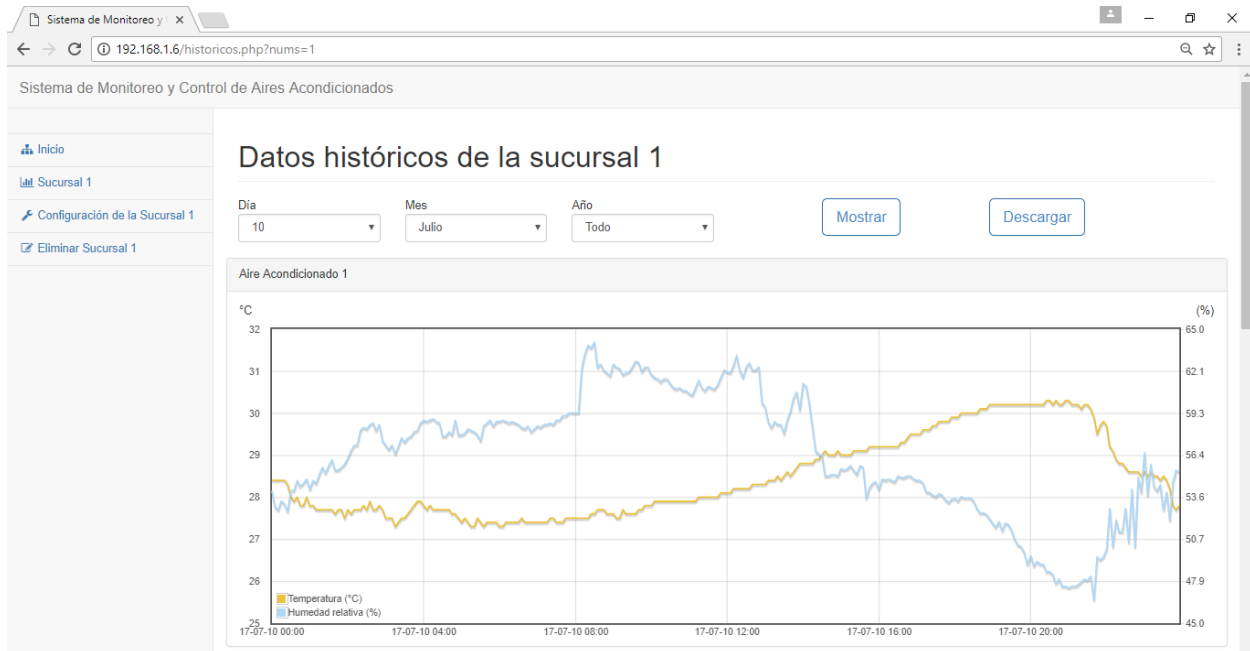 Sistema de Monitoreo y
192.168.1.6/historicos.php?nums=1
Sistema de Monitoreo y Control de Aires Acondicionados
Inicio
Sucursal 1
Configuración de la Sucursal 1
Eliminar Sucursal 1
Datos históricos de la sucursal 1
Día
Mes
Año
10
Julio
Todo
Mostrar
Descargar
Aire Acondicionado 1
°C
(%)
32
31
30
29
28
27
26
25
65.0
62.1
59.3
56.4
53.6
50.7
47.9
45.0
Temperatura (°C)
Humedad relativa (%)
17-07-10 00:00
17-07-10 04:00
17-07-10 08:00
17-07-10 12:00
17-07-10 16:00
17-07-10 20:00